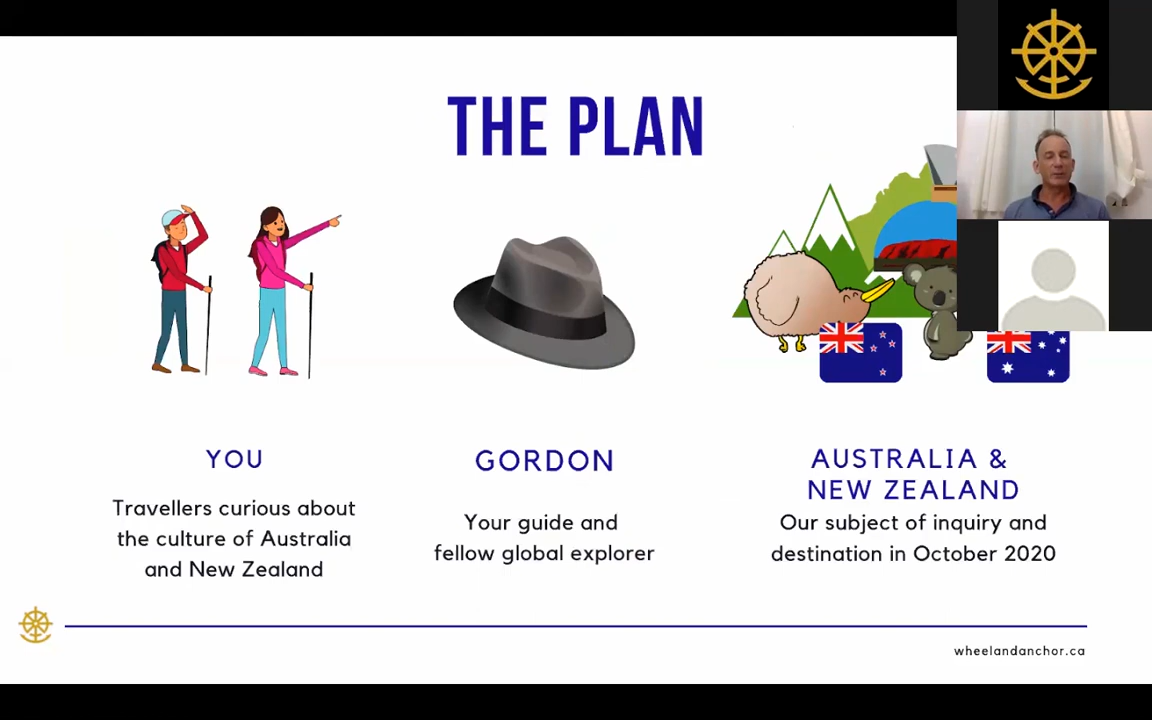 THE PLAN
YOU
Travellers curious about
the culture of Australia
and New Zealand
GORDON
Your guide and
fellow global explorer
AUSTRALIA &
NEW ZEALAND
Our subject of inquiry and
destination in October 2020
wheelandanchor.ca